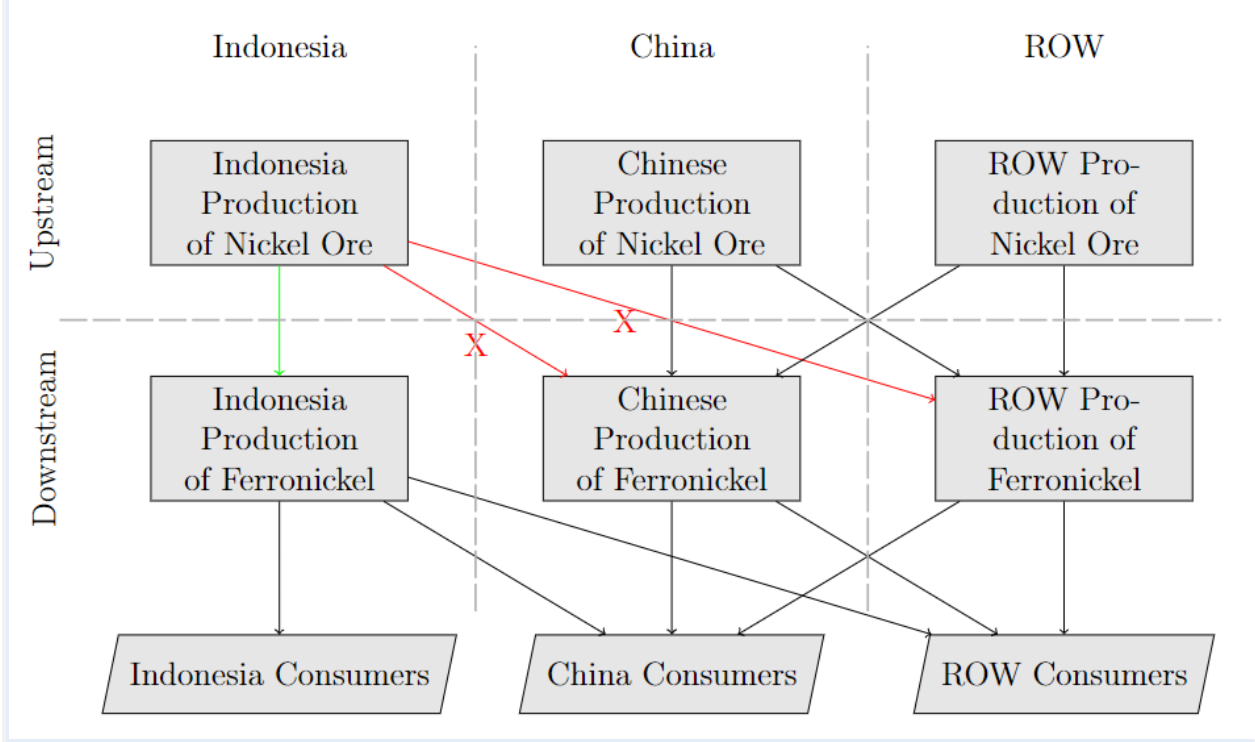 Indonesia
China
ROW
Upstream
Indonesia
Production
of Nickel Ore
Chinese
Production
of Nickel Ore
ROW Pro-
duction of
Nickel Ore
X
X
Downstream
Indonesia
Production
of Ferronickel
Chinese
Production
of Ferronickel
ROW Pro-
duction of
Ferronickel
Indonesia Consumers
China Consumers
ROW Consumers